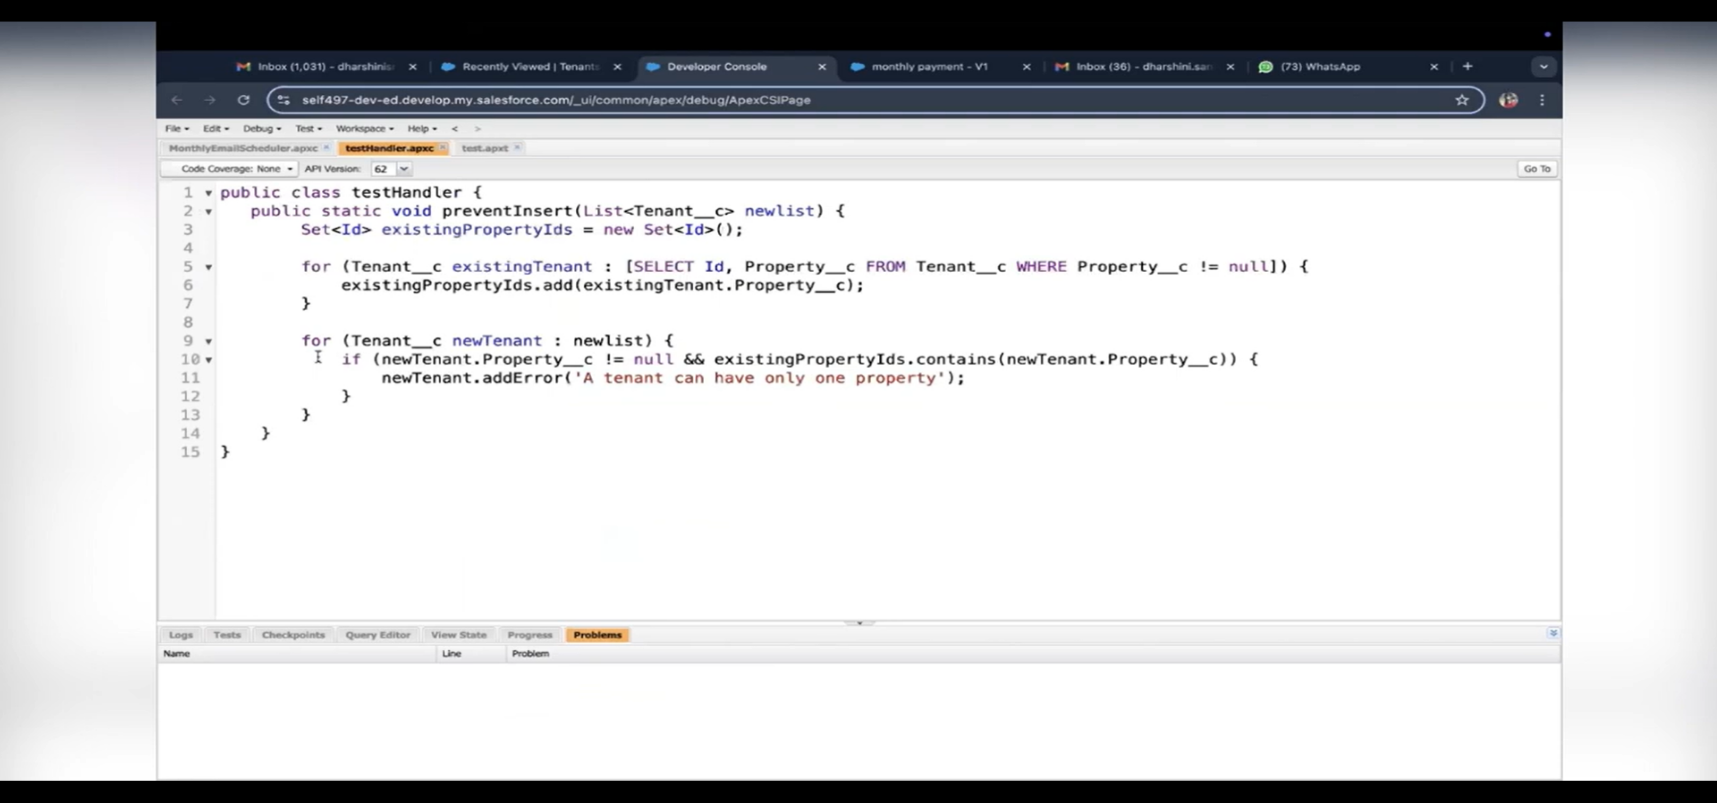 Inbox (1,031) - dharshinis
Recently Viewed | Tenants
Developer Console
monthly payment - V1
Inbox (36) - dharshini.san
(73) WhatsApp
self497-dev-ed.develop.my.salesforce.com/_ui/common/apex/debug/ApexCSIPage
File Edit Debug Test Workspace Help < >
MonthlyEmailScheduler.apxc testHandler.apxc test.apxt
Code Coverage: None API Version: 62 Go To
1 public class testHandler {
2 public static void preventInsert(List<Tenant__c> newlist) {
3 Set<Id> existingPropertyIds = new Set<Id>();
4
5 for (Tenant__c existingTenant : [SELECT Id, Property__c FROM Tenant__c WHERE Property__c != null]) {
6 existingPropertyIds.add(existingTenant.Property__c);
7 }
8
9 for (Tenant__c newTenant : newlist) {
10 if (newTenant.Property__c != null && existingPropertyIds.contains(newTenant.Property__c)) {
11 newTenant.addError('A tenant can have only one property');
12 }
13 }
14 }
15 }
Logs Tests Checkpoints Query Editor View State Progress Problems
Name Line Problem